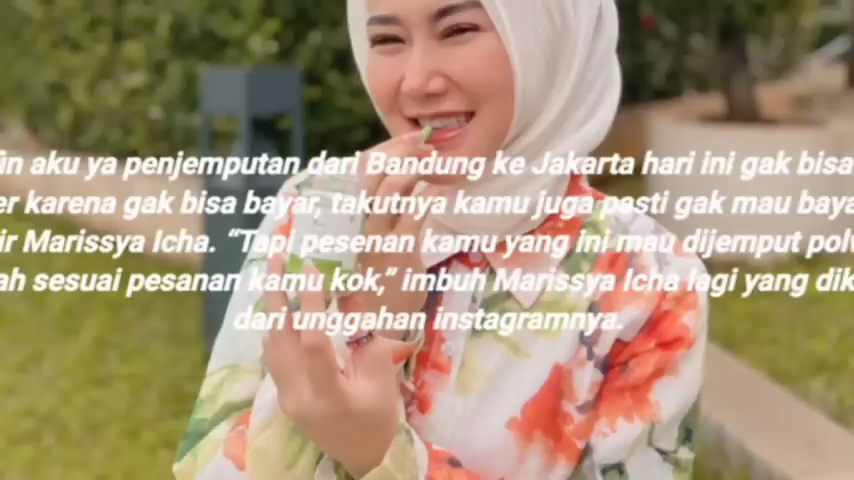 aku ya penjemputan dari Bandung ke Jakarta hari ini gak bisa
karena gak bisa bayar, takutnya kamu juga pasti gak mau
Marissya Icha. “Tapi pesenan kamu yang ini mau dijemput
sesuai pesanan kamu kok,” imbuh Marissya Icha lagi yang
dari unggahan instagramnya.